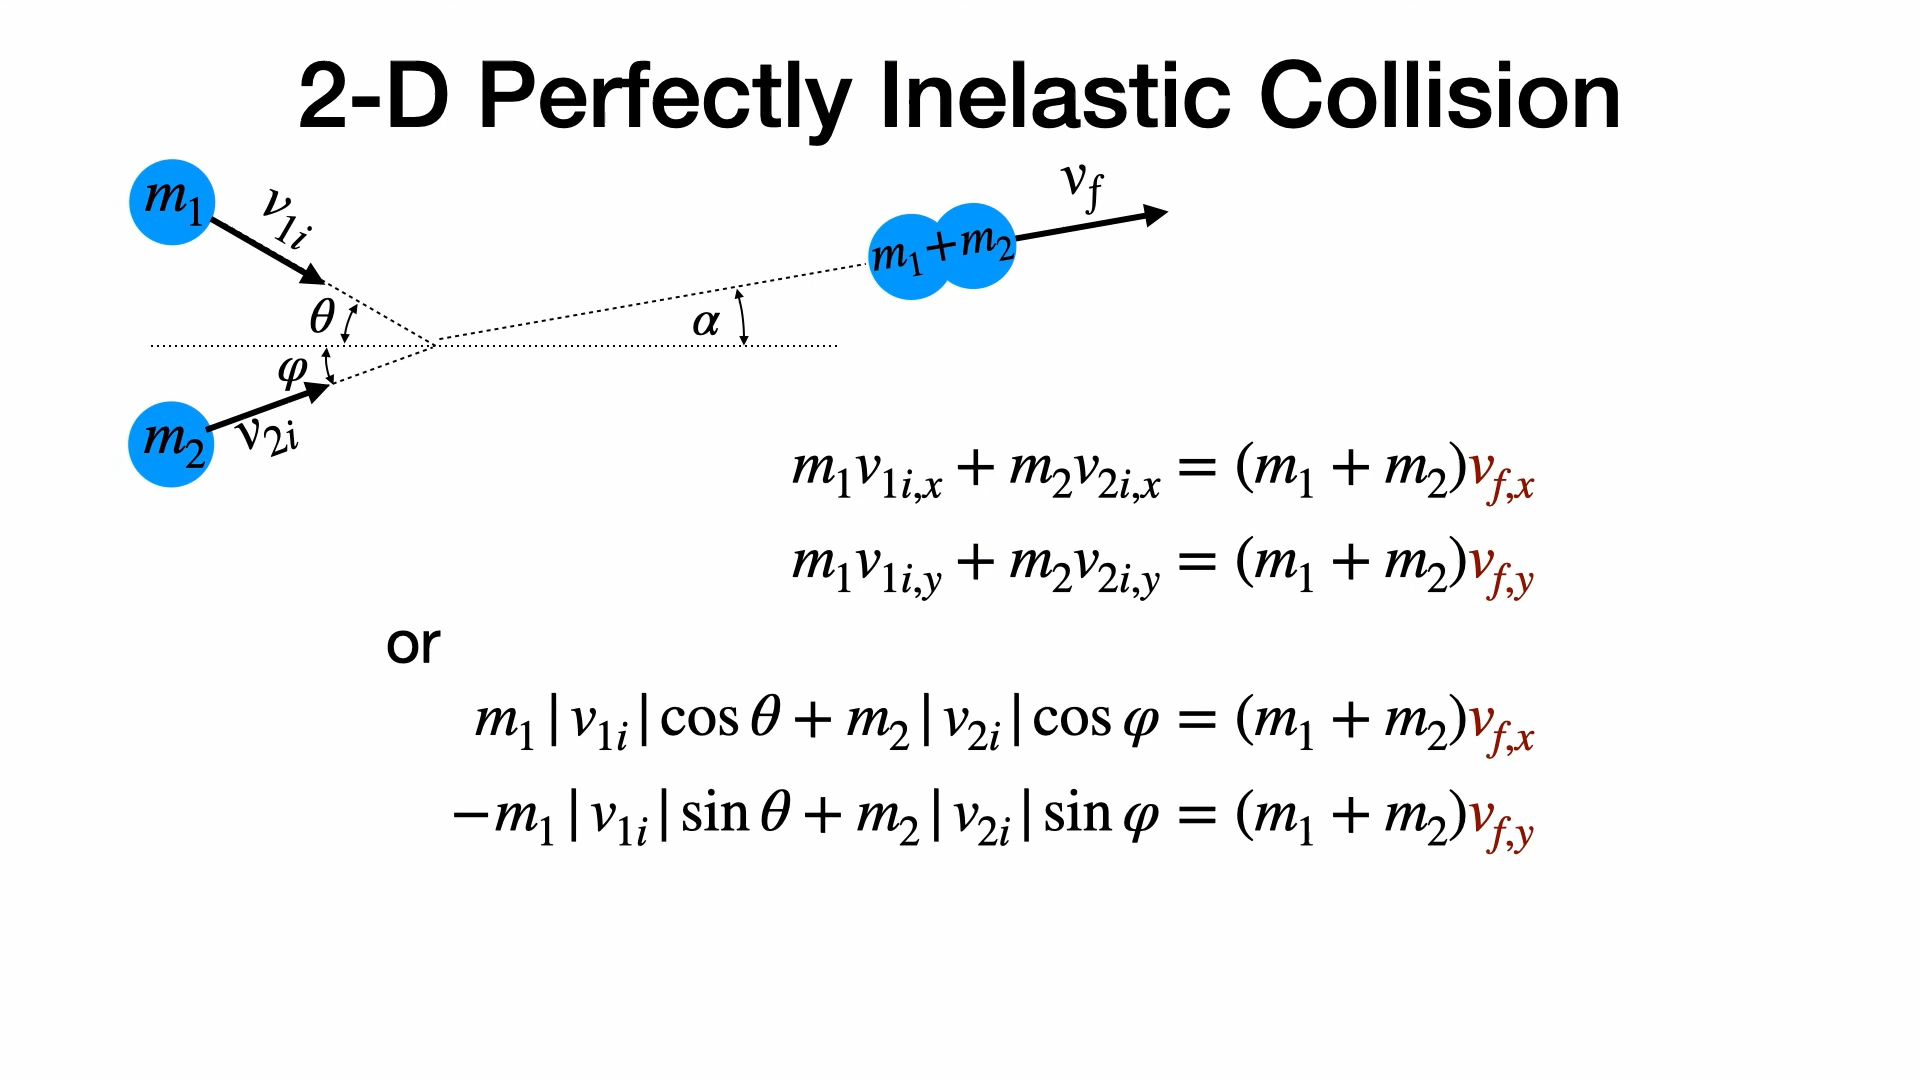 2-D Perfectly Inelastic Collision
m₁
v₁ᵢ
θ
φ
m₂
v₂ᵢ
α
m₁+m₂
v_f
m₁v₁ᵢ,ₓ + m₂v₂ᵢ,ₓ = (m₁ + m₂)v_f,x
m₁v₁ᵢ,y + m₂v₂ᵢ,y = (m₁ + m₂)v_f,y
or
m₁|v₁ᵢ|cos θ + m₂|v₂ᵢ|cos φ = (m₁ + m₂)v_f,x
−m₁|v₁ᵢ|sin θ + m₂|v₂ᵢ|sin φ = (m₁ + m₂)v_f,y